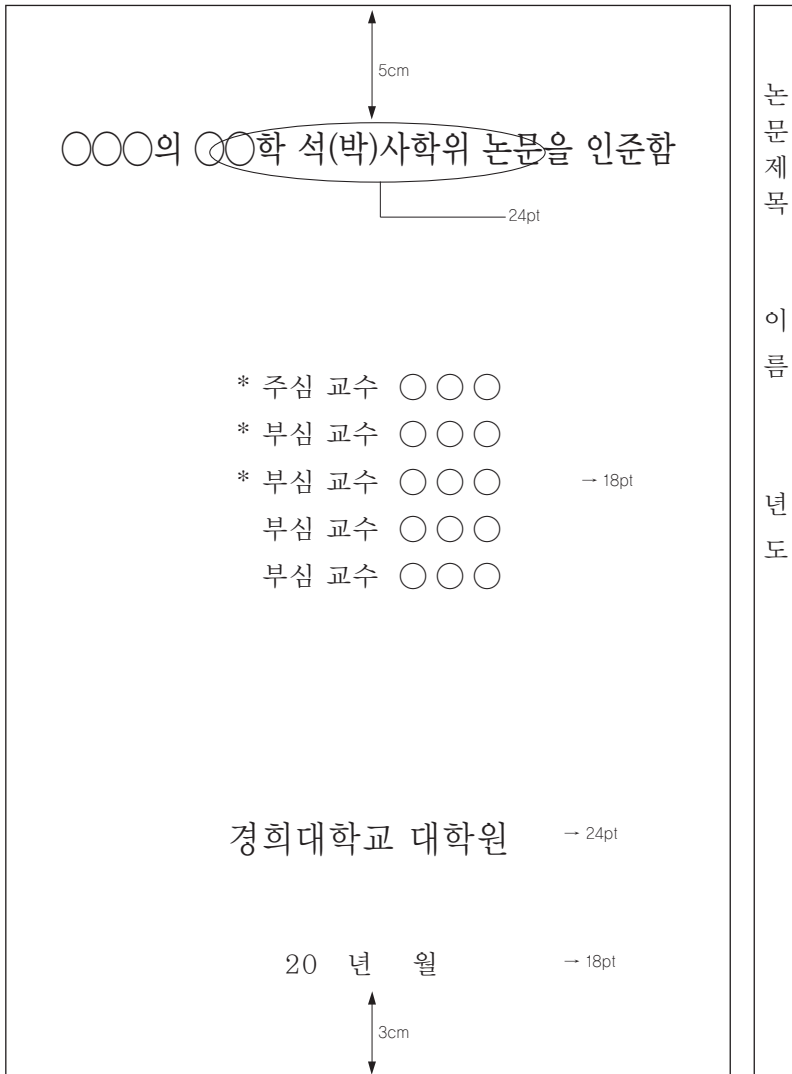 5cm
○○○의 ○○학 석(박)사학위 논문을 인준함
24pt
* 주심 교수 ○○○
* 부심 교수 ○○○
* 부심 교수 ○○○ → 18pt
부심 교수 ○○○
부심 교수 ○○○
경희대학교 대학원 → 24pt
20 년 월 → 18pt
3cm
논문제목
이름
년도